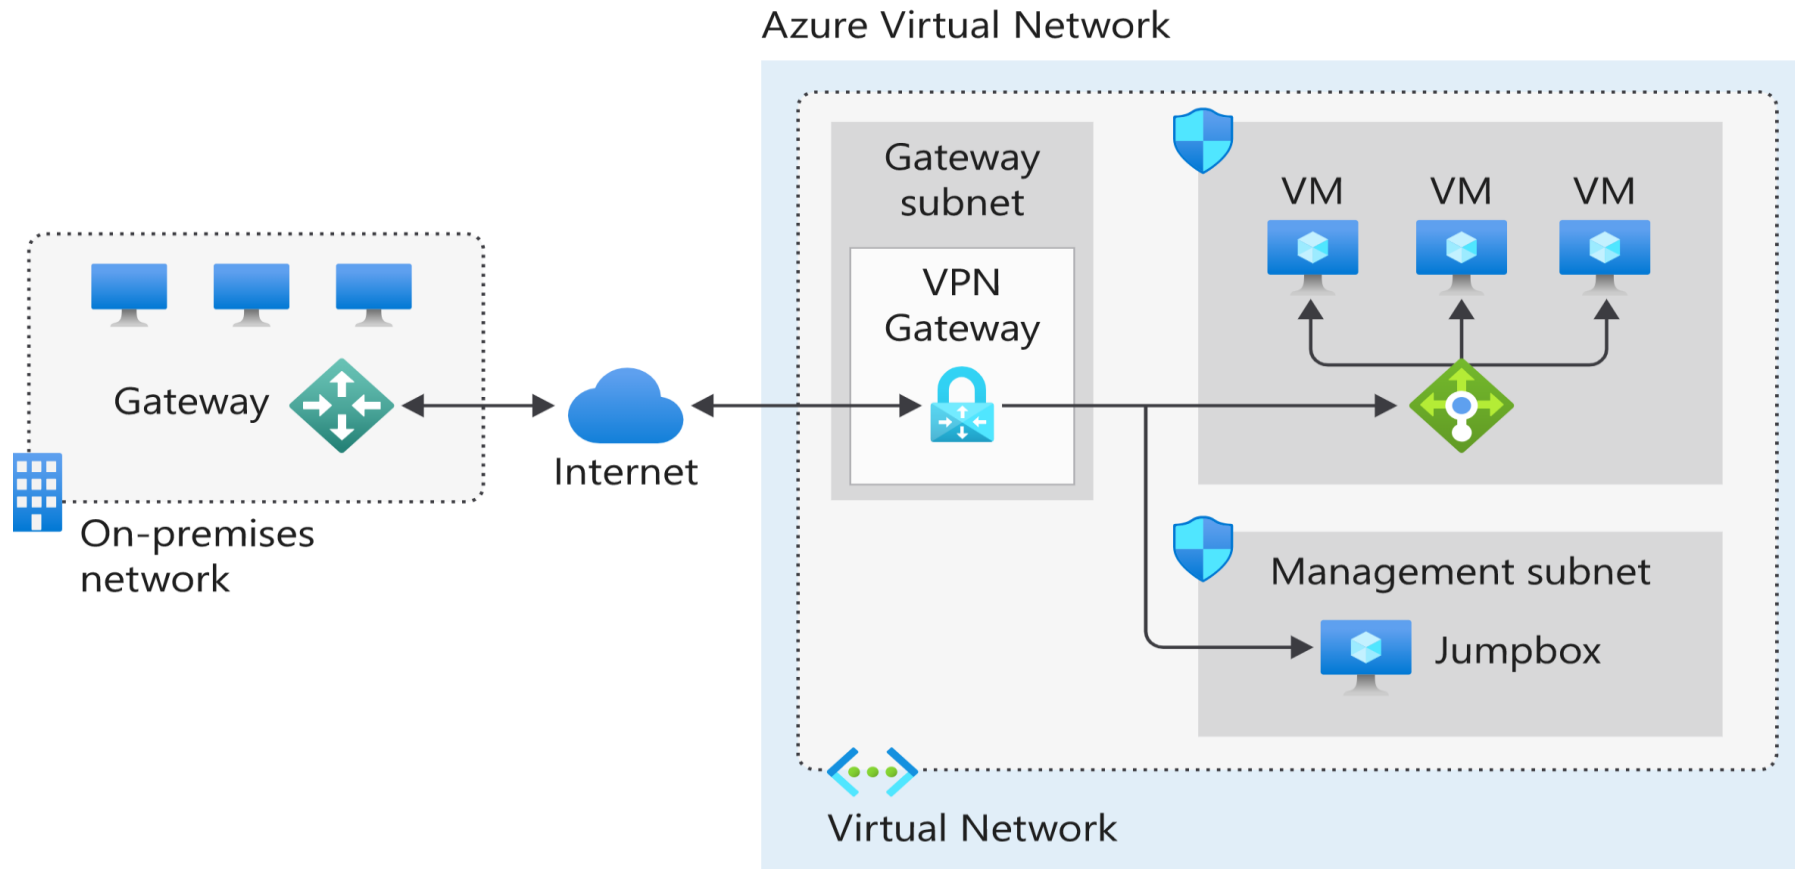 Azure Virtual Network
Gateway
subnet
VPN
Gateway
VM
VM
VM
Gateway
Internet
On-premises
network
Management subnet
Jumpbox
Virtual Network